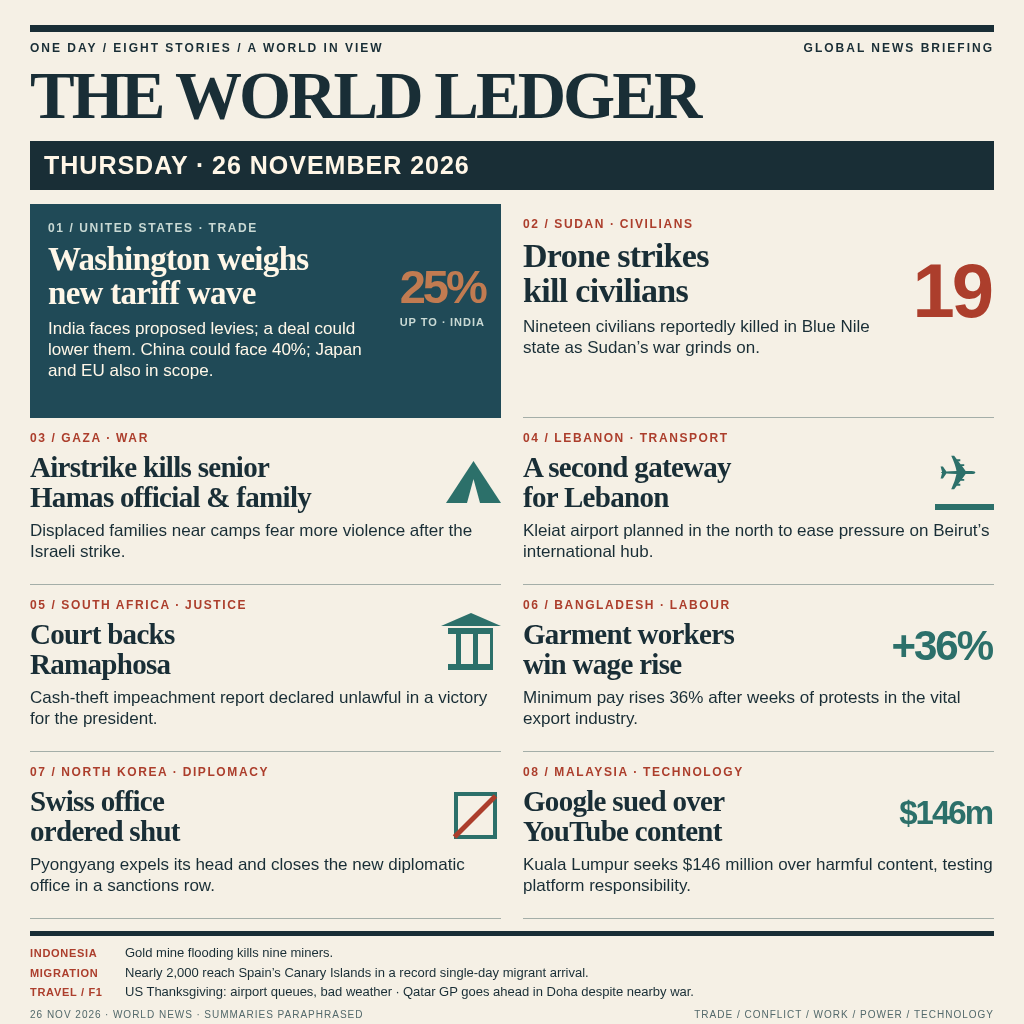 ONE DAY / EIGHT STORIES / A WORLD IN VIEW
GLOBAL NEWS BRIEFING
THE WORLD LEDGER
THURSDAY · 26 NOVEMBER 2026
01 / UNITED STATES · TRADE
Washington weighs
new tariff wave
India faces proposed levies; a deal could
lower them. China could face 40%; Japan
and EU also in scope.
25%
UP TO · INDIA
02 / SUDAN · CIVILIANS
Drone strikes
kill civilians
Nineteen civilians reportedly killed in Blue Nile
state as Sudan’s war grinds on.
19
03 / GAZA · WAR
Airstrike kills senior
Hamas official & family
Displaced families near camps fear more violence after the
Israeli strike.
04 / LEBANON · TRANSPORT
A second gateway
for Lebanon
Kleiat airport planned in the north to ease pressure on Beirut’s
international hub.
05 / SOUTH AFRICA · JUSTICE
Court backs
Ramaphosa
Cash-theft impeachment report declared unlawful in a victory
for the president.
06 / BANGLADESH · LABOUR
Garment workers
win wage rise
+36%
Minimum pay rises 36% after weeks of protests in the vital
export industry.
07 / NORTH KOREA · DIPLOMACY
Swiss office
ordered shut
Pyongyang expels its head and closes the new diplomatic
office in a sanctions row.
08 / MALAYSIA · TECHNOLOGY
Google sued over
YouTube content
$146m
Kuala Lumpur seeks $146 million over harmful content, testing
platform responsibility.
INDONESIA Gold mine flooding kills nine miners.
MIGRATION Nearly 2,000 reach Spain’s Canary Islands in a record single-day migrant arrival.
TRAVEL / F1 US Thanksgiving: airport queues, bad weather · Qatar GP goes ahead in Doha despite nearby war.
26 NOV 2026 · WORLD NEWS · SUMMARIES PARAPHRASED
TRADE / CONFLICT / WORK / POWER / TECHNOLOGY